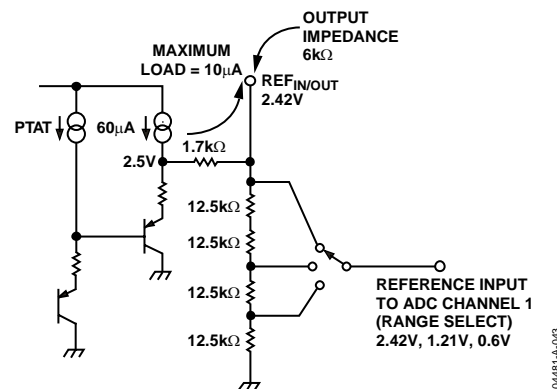 OUTPUT
IMPEDANCE
6kΩ
MAXIMUM
LOAD = 10µA
REFIN/OUT
2.42V
PTAT
60µA
1.7kΩ
2.5V
12.5kΩ
12.5kΩ
12.5kΩ
12.5kΩ
REFERENCE INPUT
TO ADC CHANNEL 1
(RANGE SELECT)
2.42V, 1.21V, 0.6V
04481-A-043